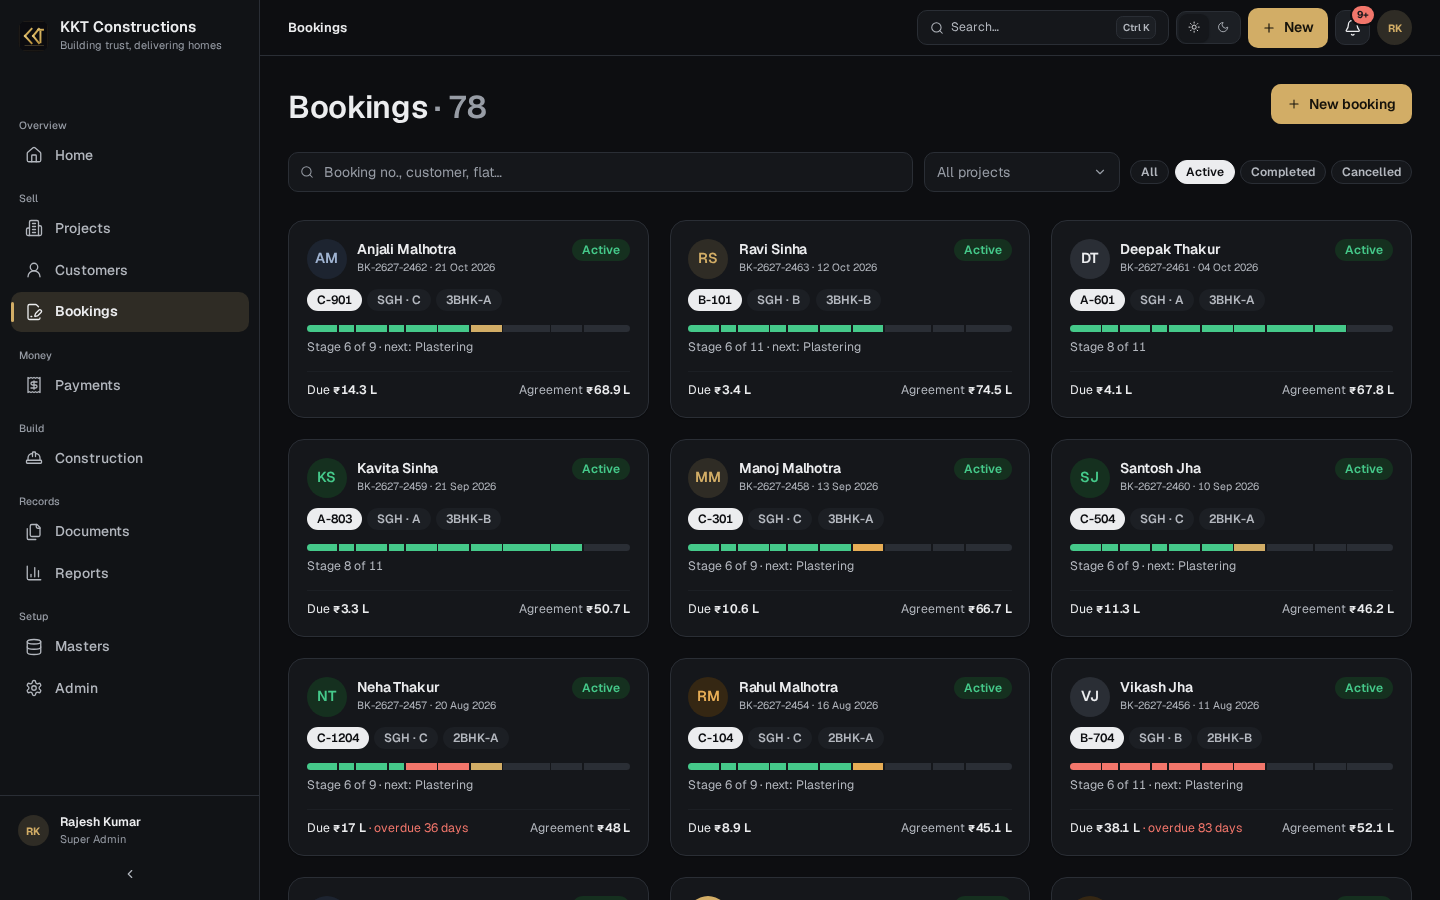 KKT Constructions
Building trust, delivering homes
Overview
Home
Sell
Projects
Customers
Bookings
Money
Payments
Build
Construction
Records
Documents
Reports
Setup
Masters
Admin
RK
Rajesh Kumar
Super Admin
Bookings
Search...
Ctrl K
New
9+
RK
Bookings · 78
New booking
Booking no., customer, flat...
All projects
All
Active
Completed
Cancelled
AM
Anjali Malhotra
Active
BK-2627-2462 · 21 Oct 2026
C-901
SGH · C
3BHK-A
Stage 6 of 9 · next: Plastering
Due ₹14.3 L
Agreement ₹68.9 L
RS
Ravi Sinha
Active
BK-2627-2463 · 12 Oct 2026
B-101
SGH · B
3BHK-B
Stage 6 of 11 · next: Plastering
Due ₹3.4 L
Agreement ₹74.5 L
DT
Deepak Thakur
Active
BK-2627-2461 · 04 Oct 2026
A-601
SGH · A
3BHK-A
Stage 8 of 11
Due ₹4.1 L
Agreement ₹67.8 L
KS
Kavita Sinha
Active
BK-2627-2459 · 21 Sep 2026
A-803
SGH · A
3BHK-B
Stage 8 of 11
Due ₹3.3 L
Agreement ₹50.7 L
MM
Manoj Malhotra
Active
BK-2627-2458 · 13 Sep 2026
C-301
SGH · C
3BHK-A
Stage 6 of 9 · next: Plastering
Due ₹10.6 L
Agreement ₹66.7 L
SJ
Santosh Jha
Active
BK-2627-2460 · 10 Sep 2026
C-504
SGH · C
2BHK-A
Stage 6 of 9 · next: Plastering
Due ₹11.3 L
Agreement ₹46.2 L
NT
Neha Thakur
Active
BK-2627-2457 · 20 Aug 2026
C-1204
SGH · C
2BHK-A
Stage 6 of 9 · next: Plastering
Due ₹17 L · overdue 36 days
Agreement ₹48 L
RM
Rahul Malhotra
Active
BK-2627-2454 · 16 Aug 2026
C-104
SGH · C
2BHK-A
Stage 6 of 9 · next: Plastering
Due ₹8.9 L
Agreement ₹45.1 L
VJ
Vikash Jha
Active
BK-2627-2456 · 11 Aug 2026
B-704
SGH · B
2BHK-B
Stage 6 of 11 · next: Plastering
Due ₹38.1 L · overdue 83 days
Agreement ₹52.1 L